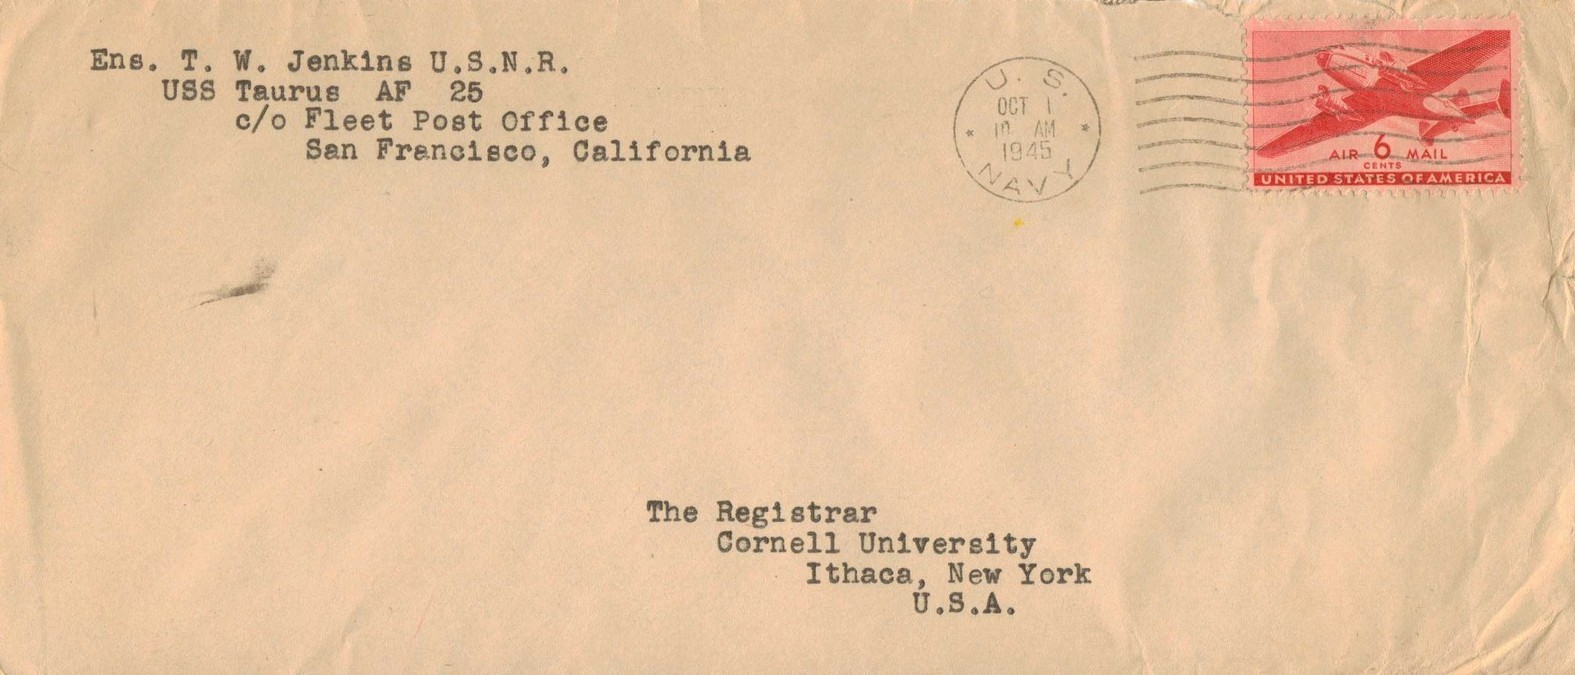 Ens. T. W. Jenkins U.S.N.R.
USS Taurus AF 25
c/o Fleet Post Office
San Francisco, California
U. S.
OCT 1
10 AM
1945
NAVY
AIR 6 MAIL
CENTS
UNITED STATES OF AMERICA
The Registrar
Cornell University
Ithaca, New York
U.S.A.